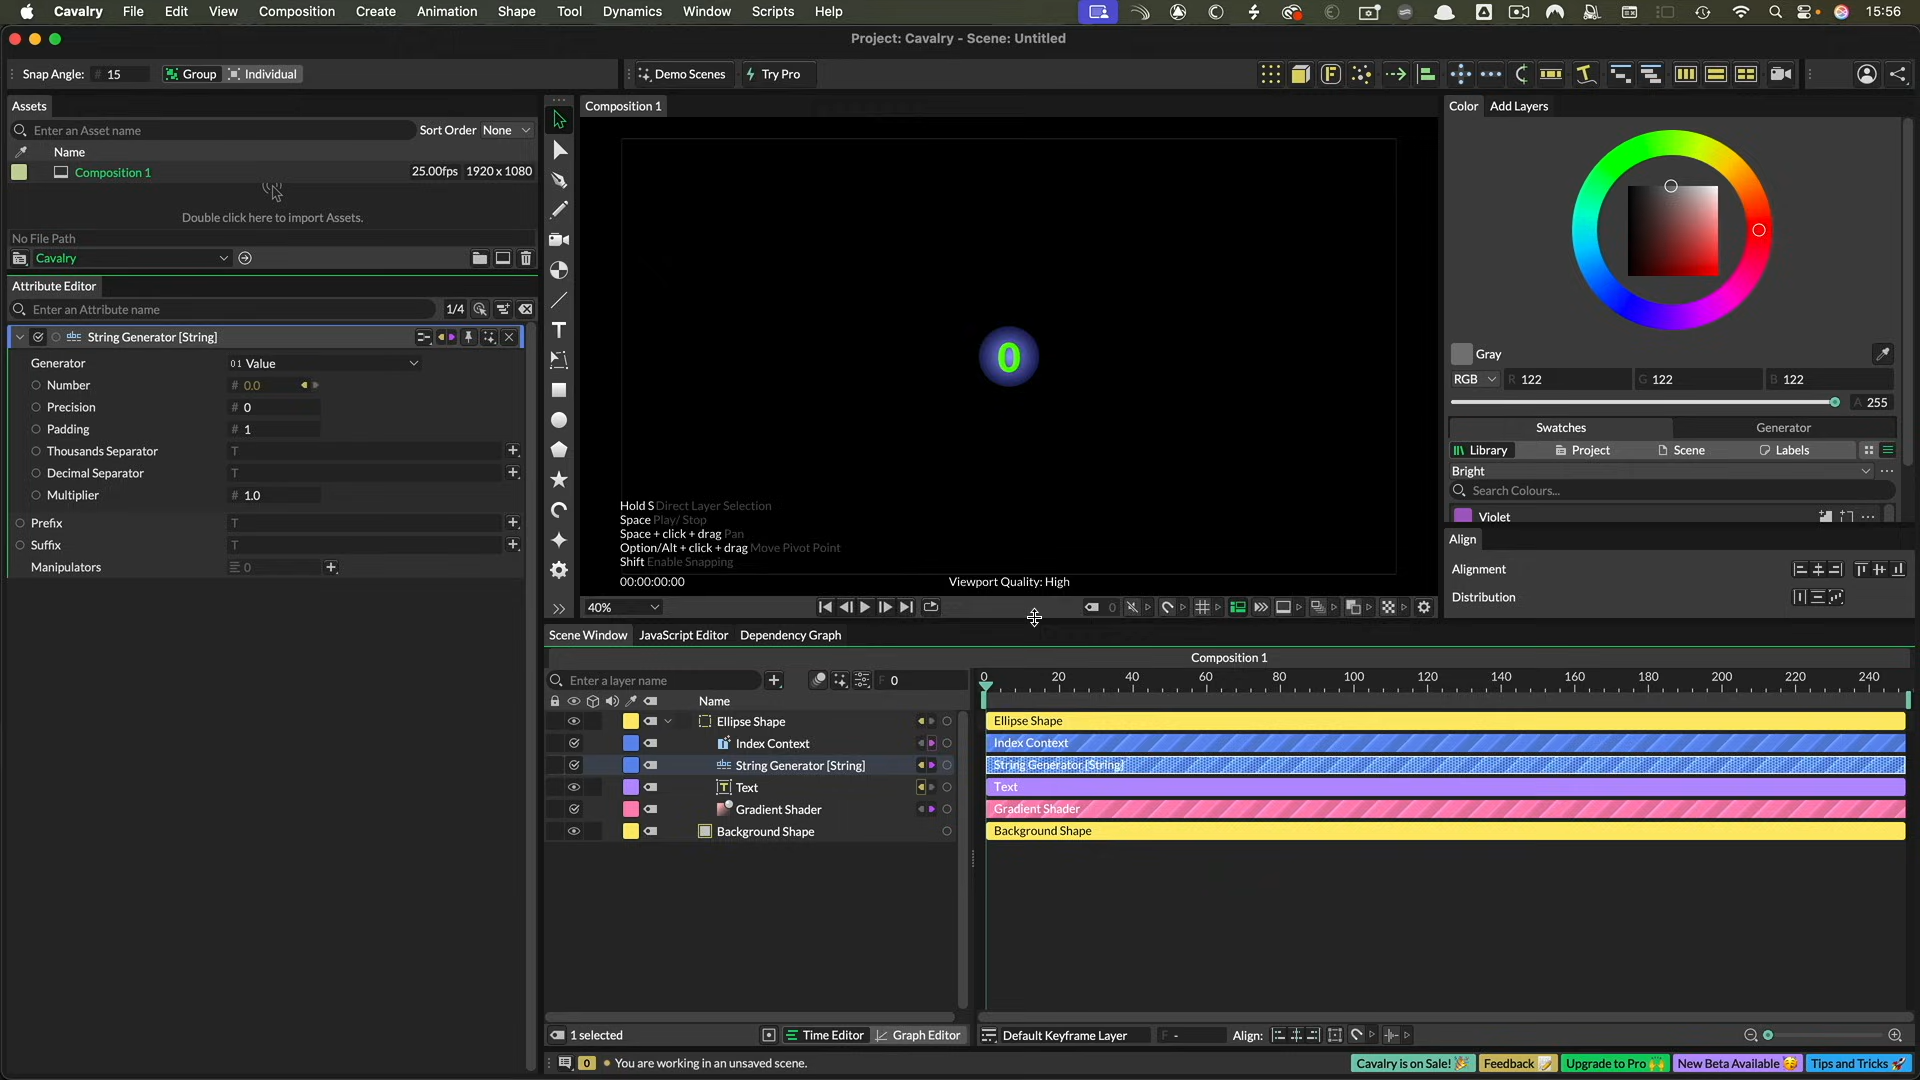 Cavalry File Edit View Composition Create Animation Shape Tool Dynamics Window Scripts Help 15:56
Project: Cavalry - Scene: Untitled
Snap Angle: # 15 Group Individual Demo Scenes Try Pro
Assets
Enter an Asset name Sort Order None
Name
Composition 1 25.00fps 1920 x 1080
Double click here to import Assets.
No File Path
Cavalry
Attribute Editor
Enter an Attribute name 1/4
String Generator [String]
Generator 01 Value
Number # 0.0
Precision # 0
Padding # 1
Thousands Separator T
Decimal Separator T
Multiplier # 1.0
Prefix T
Suffix T
Manipulators 0
Composition 1
0
Hold S Direct Layer Selection
Space Play/ Stop
Space + click + drag Pan
Option/Alt + click + drag Move Pivot Point
Shift Enable Snapping
00:00:00:00 Viewport Quality: High
40% 0
Color Add Layers
Gray
RGB R 122 G 122 B 122
A 255
Swatches Generator
Library Project Scene Labels
Bright
Search Colours...
Violet
Align
Alignment
Distribution
Scene Window JavaScript Editor Dependency Graph
Composition 1
Enter a layer name F 0
0 20 40 60 80 100 120 140 160 180 200 220 240
Name
Ellipse Shape Ellipse Shape
Index Context Index Context
String Generator [String] String Generator [String]
Text Text
Gradient Shader Gradient Shader
Background Shape Background Shape
1 selected Time Editor Graph Editor Default Keyframe Layer F - Align:
0 You are working in an unsaved scene. Cavalry is on Sale! 🎉 Feedback 📝 Upgrade to Pro 🙌 New Beta Available 🥳 Tips and Tricks 🚀